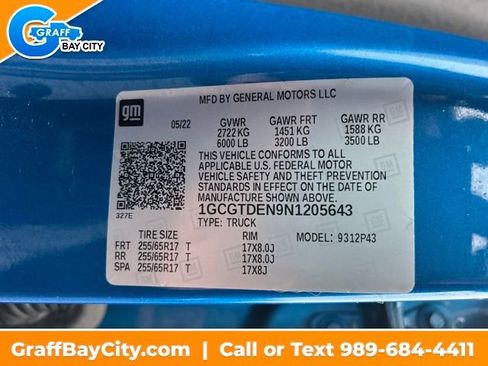 GRAFF
BAY CITY
gm
05/22
MFD BY GENERAL MOTORS LLC
GVWR GAWR FRT GAWR RR
2722 KG 1451 KG 1588 KG
6000 LB 3200 LB 3500 LB
THIS VEHICLE CONFORMS TO ALL
APPLICABLE U.S. FEDERAL MOTOR
VEHICLE SAFETY AND THEFT PREVENTION
STANDARDS IN EFFECT ON THE DATE OF
MANUFACTURE SHOWN ABOVE.
1GCGTDEN9N1205643
327E
TYPE: TRUCK
TIRE SIZE RIM MODEL: 9312P43
FRT 255/65R17 T 17X8.0J
RR 255/65R17 T 17X8.0J
SPA 255/65R17 T 17X8J
GraffBayCity.com | Call or Text 989-684-4411